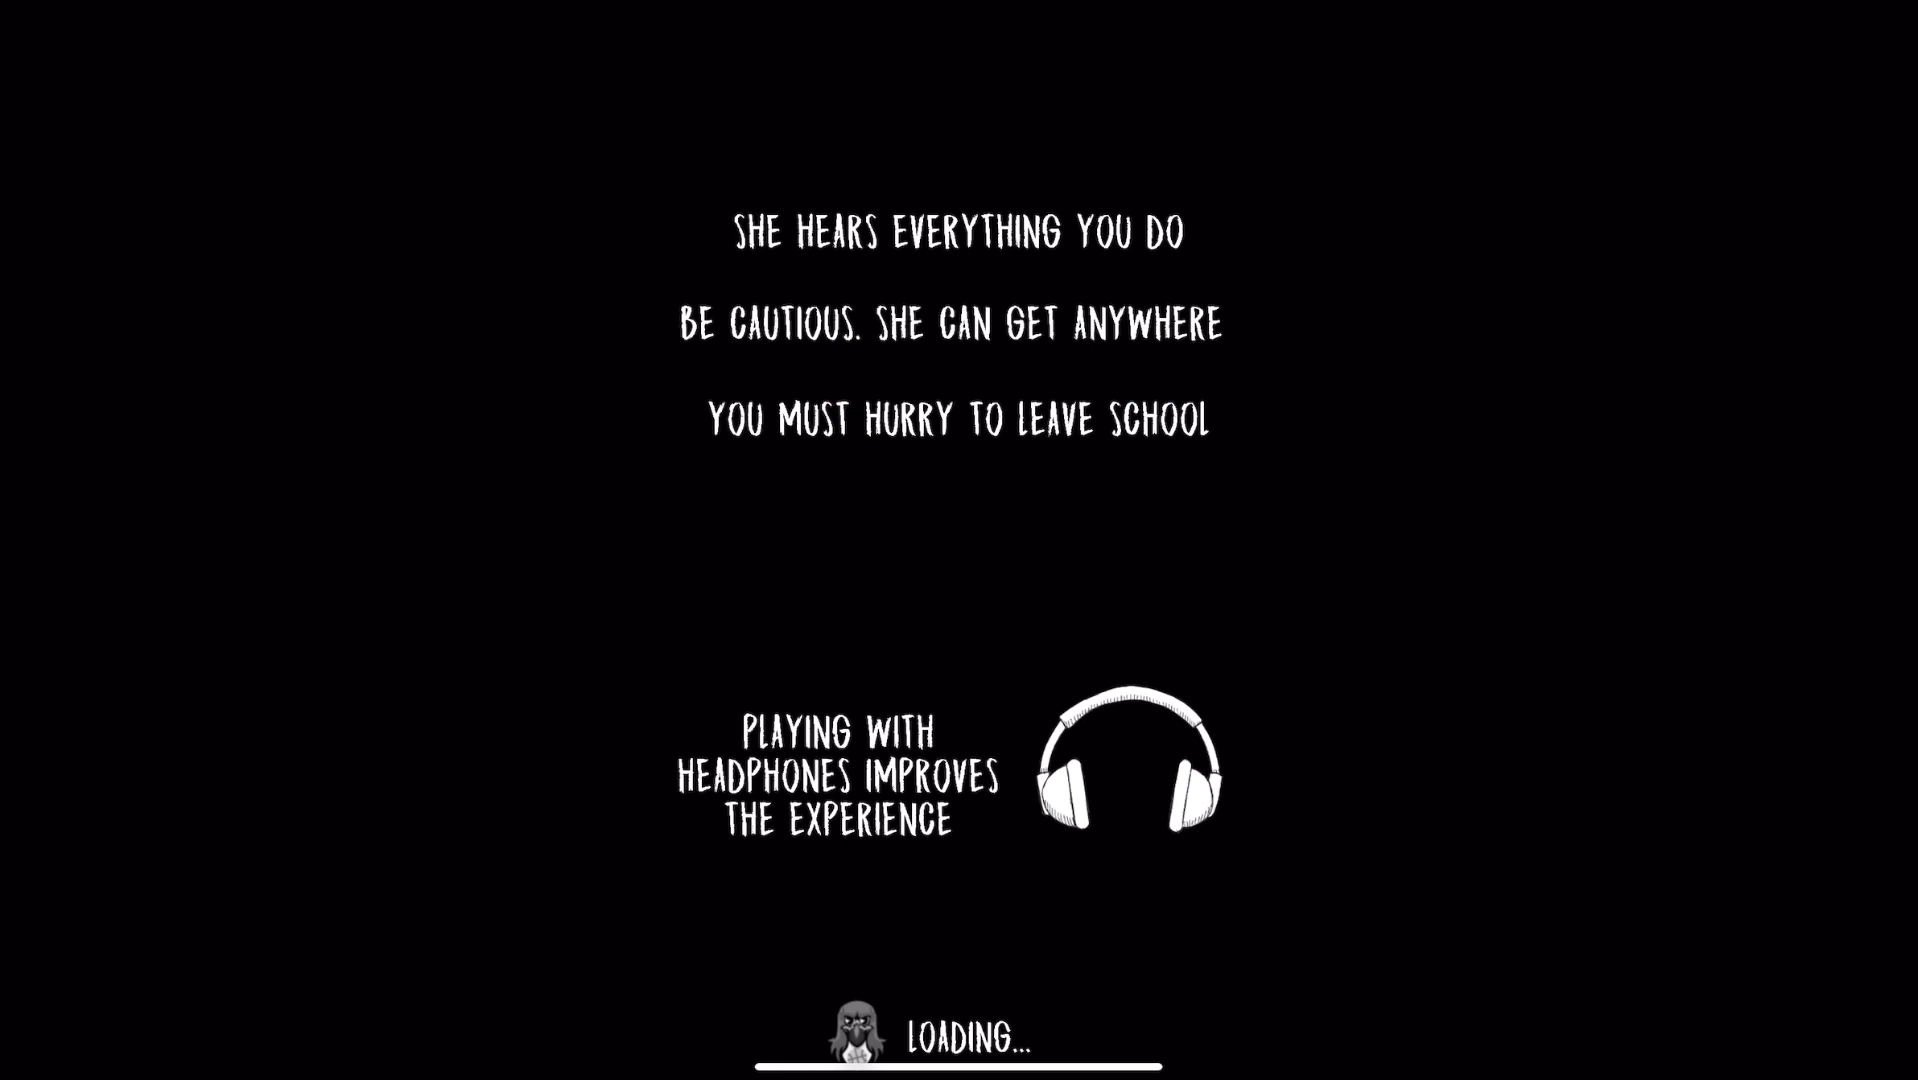 SHE HEARS EVERYTHING YOU DO
BE CAUTIOUS. SHE CAN GET ANYWHERE
YOU MUST HURRY TO LEAVE SCHOOL
PLAYING WITH
HEADPHONES IMPROVES
THE EXPERIENCE
LOADING...